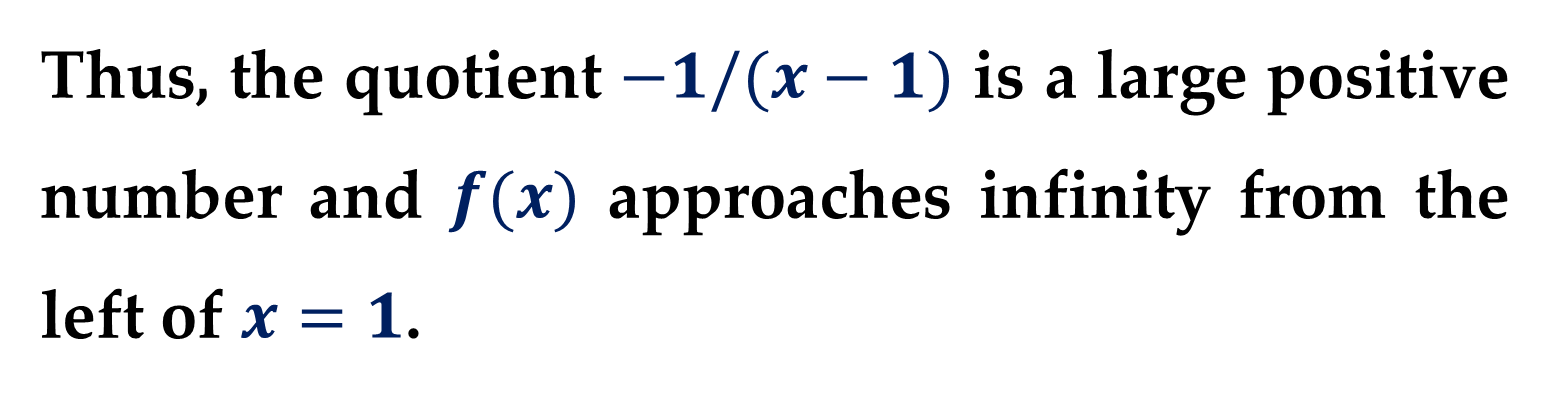 Thus, the quotient −1/(x − 1) is a large positive
number and f(x) approaches infinity from the
left of x = 1.